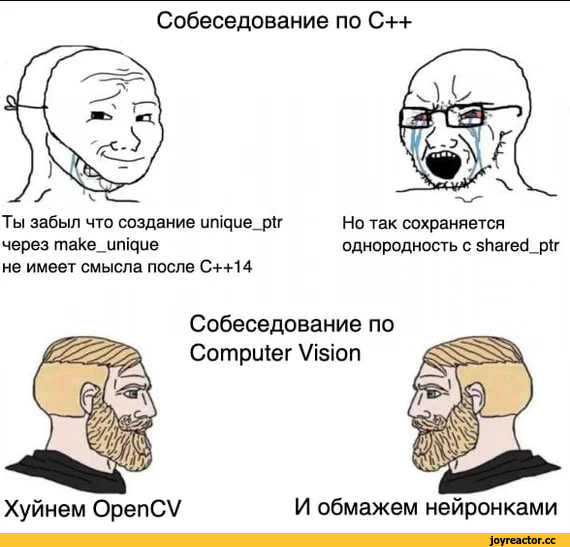 Собеседование по C++
Ты забыл что создание unique_ptr
через make_unique
не имеет смысла после C++14
Но так сохраняется
однородность с shared_ptr
Собеседование по
Computer Vision
Хуйнем OpenCV
И обмажем нейронками
joyreactor.cc